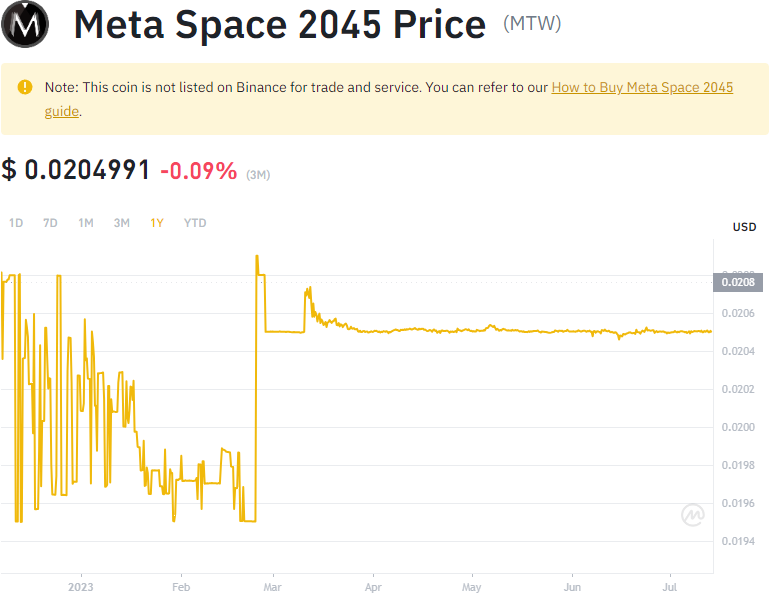 Meta Space 2045 Price (MTW)
Note: This coin is not listed on Binance for trade and service. You can refer to our How to Buy Meta Space 2045
guide.
$ 0.0204991 -0.09% (3M)
1D 7D 1M 3M 1Y YTD
USD
0.0208
0.0206
0.0204
0.0202
0.0200
0.0198
0.0196
0.0194
2023 Feb Mar Apr May Jun Jul